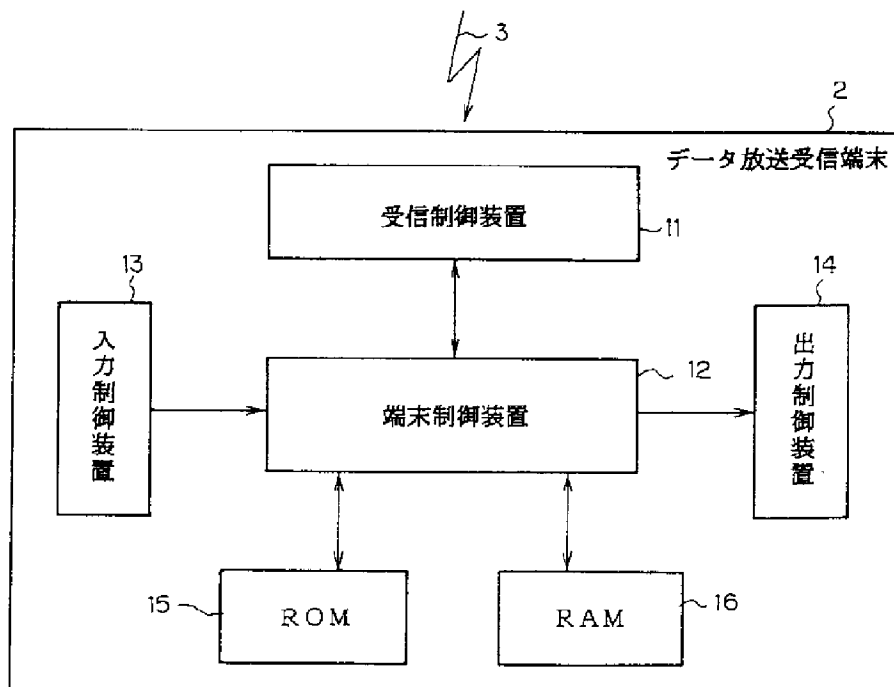 3
2
データ放送受信端末
受信制御装置
11
13
入力制御装置
14
出力制御装置
12
端末制御装置
15
ROM
RAM
16